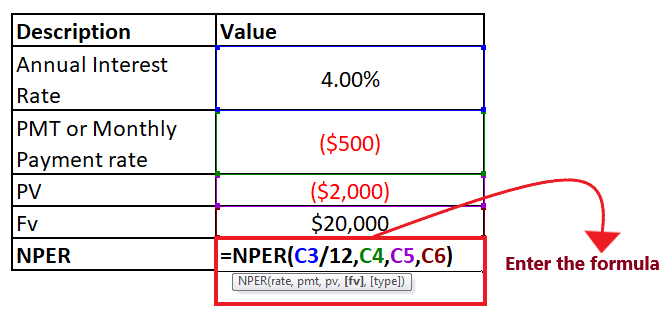 Description Value
Annual Interest
Rate
4.00%
PMT or Monthly
Payment rate
($500)
PV ($2,000)
Fv $20,000
NPER =NPER(C3/12,C4,C5,C6)
NPER(rate, pmt, pv, [fv], [type])
Enter the formula